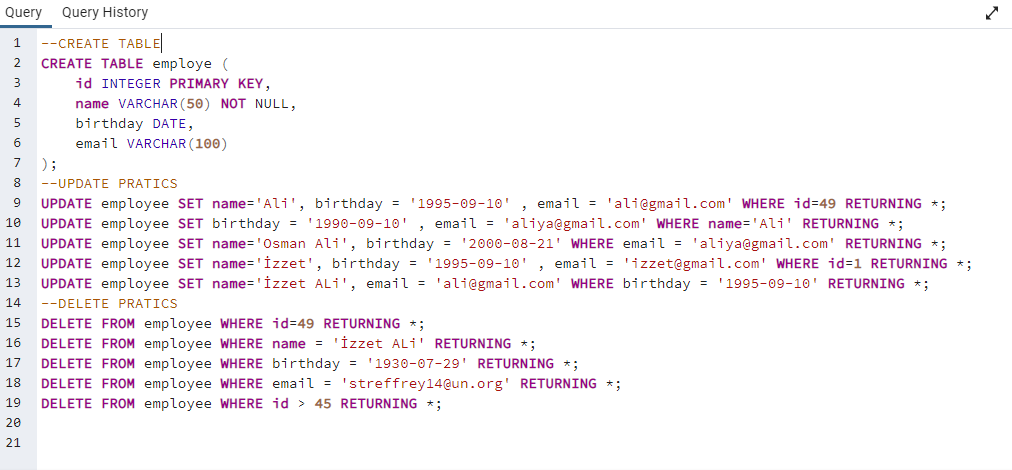 Query Query History
1 --CREATE TABLE
2 CREATE TABLE employe (
3     id INTEGER PRIMARY KEY,
4     name VARCHAR(50) NOT NULL,
5     birthday DATE,
6     email VARCHAR(100)
7 );
8 --UPDATE PRATICS
9 UPDATE employee SET name='Ali', birthday = '1995-09-10' , email = 'ali@gmail.com' WHERE id=49 RETURNING *;
10 UPDATE employee SET birthday = '1990-09-10' , email = 'aliya@gmail.com' WHERE name='Ali' RETURNING *;
11 UPDATE employee SET name='Osman Ali', birthday = '2000-08-21' WHERE email = 'aliya@gmail.com' RETURNING *;
12 UPDATE employee SET name='İzzet', birthday = '1995-09-10' , email = 'izzet@gmail.com' WHERE id=1 RETURNING *;
13 UPDATE employee SET name='İzzet ALi', email = 'ali@gmail.com' WHERE birthday = '1995-09-10' RETURNING *;
14 --DELETE PRATICS
15 DELETE FROM employee WHERE id=49 RETURNING *;
16 DELETE FROM employee WHERE name = 'İzzet ALi' RETURNING *;
17 DELETE FROM employee WHERE birthday = '1930-07-29' RETURNING *;
18 DELETE FROM employee WHERE email = 'streffrey14@un.org' RETURNING *;
19 DELETE FROM employee WHERE id > 45 RETURNING *;
20
21